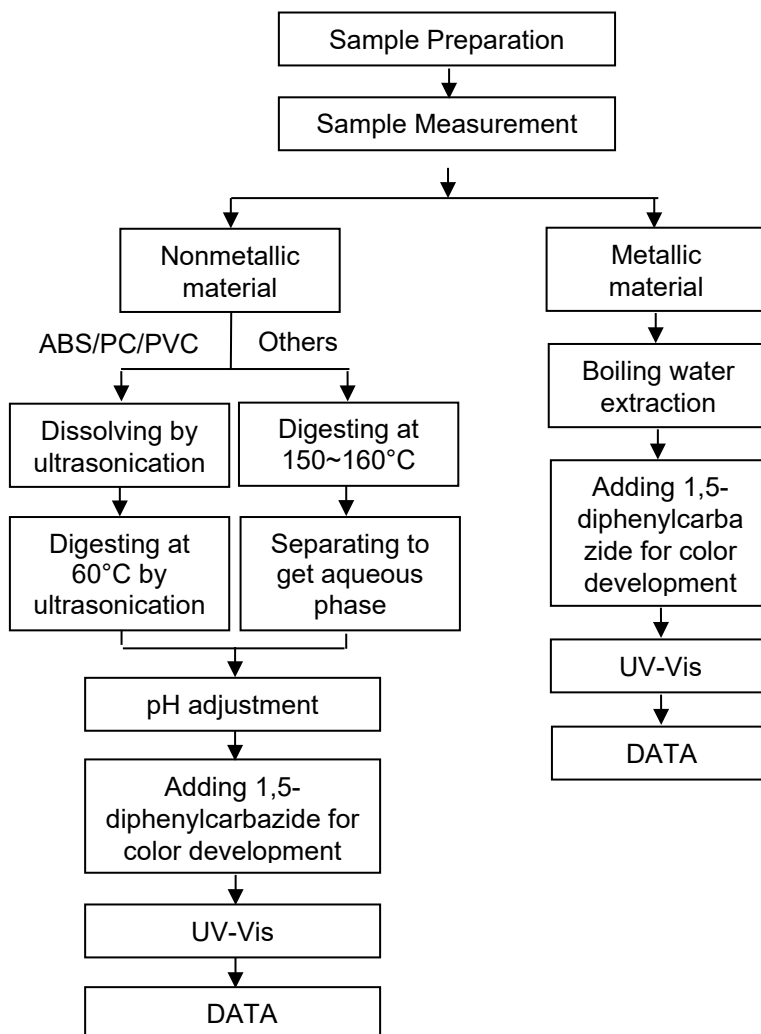 Sample Preparation
Sample Measurement
Nonmetallic
material
Metallic
material
ABS/PC/PVC
Others
Boiling water
extraction
Dissolving by
ultrasonication
Digesting at
150~160°C
Adding 1,5-
diphenylcarba
zide for color
development
Digesting at
60°C by
ultrasonication
Separating to
get aqueous
phase
UV-Vis
pH adjustment
DATA
Adding 1,5-
diphenylcarbazide for
color development
UV-Vis
DATA